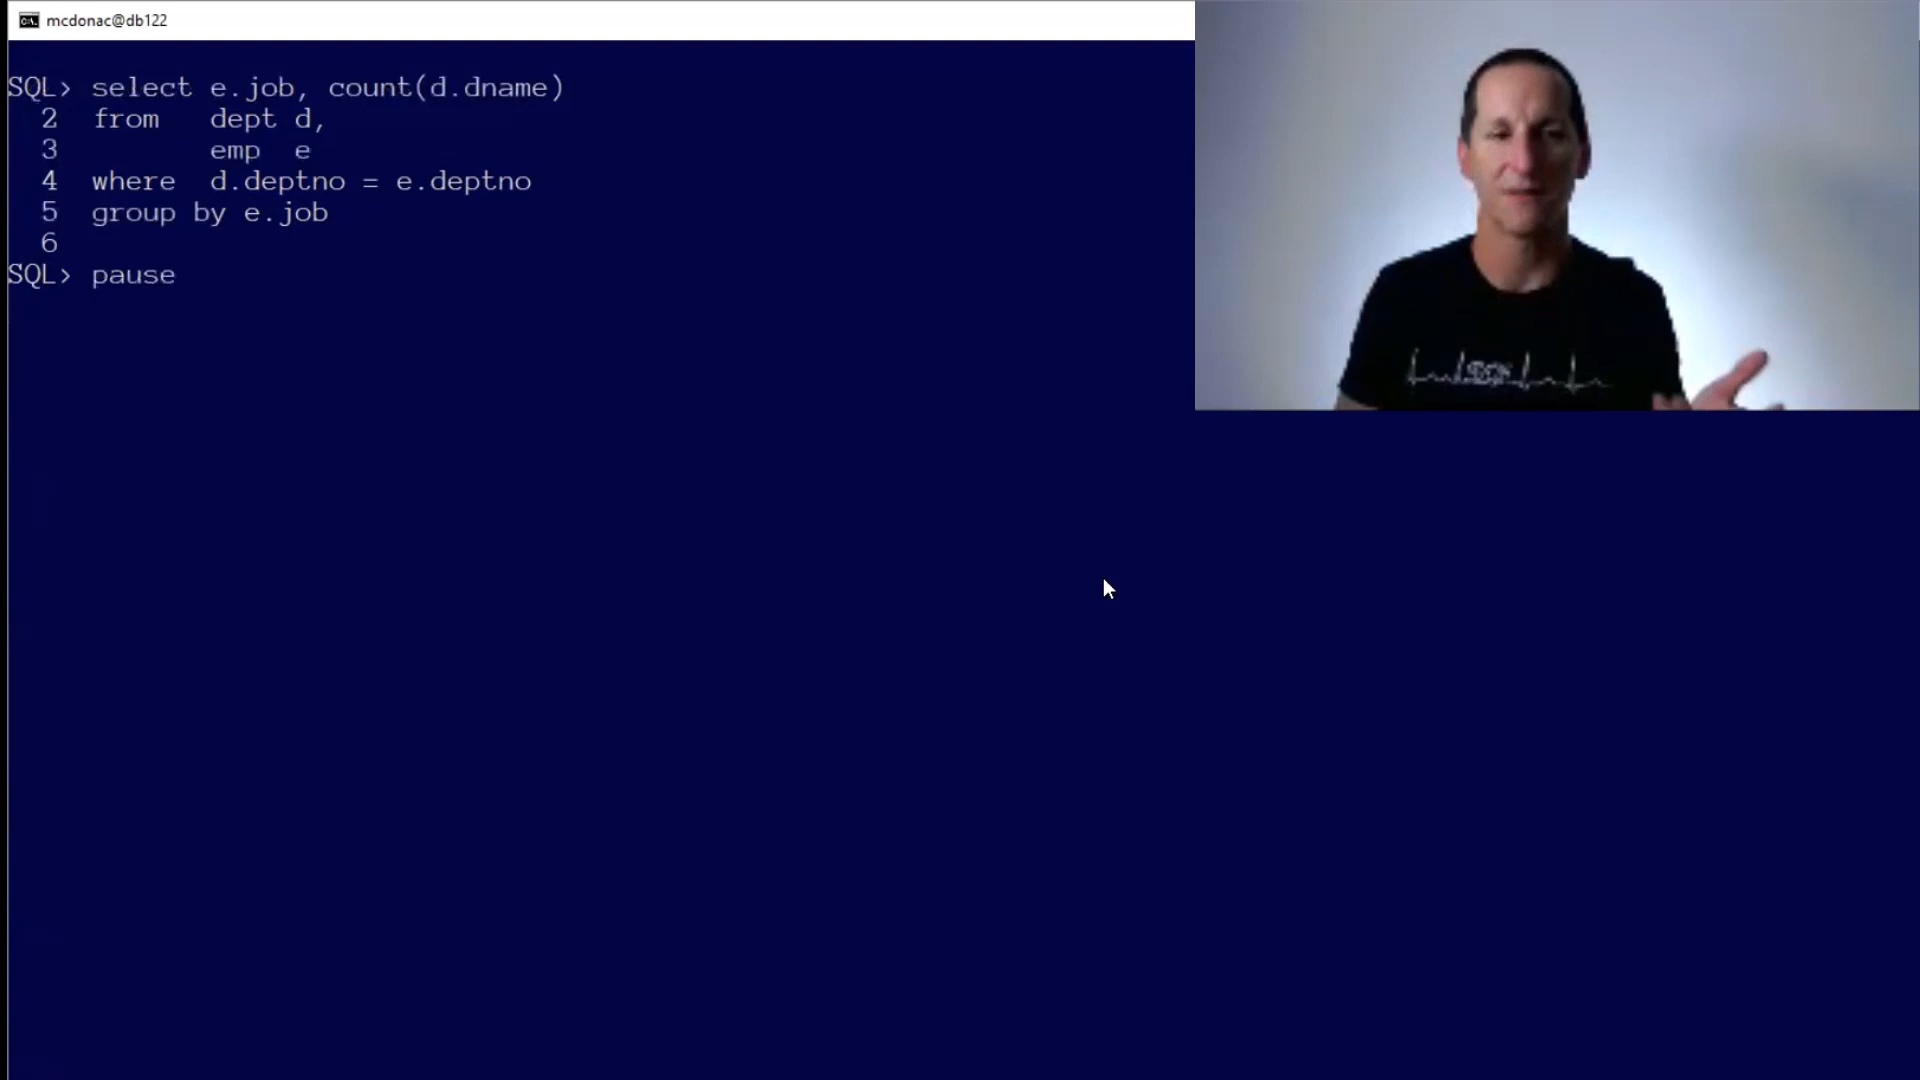 mcdonac@db122
SQL> select e.job, count(d.dname)
2 from dept d,
3 emp e
4 where d.deptno = e.deptno
5 group by e.job
6
SQL> pause